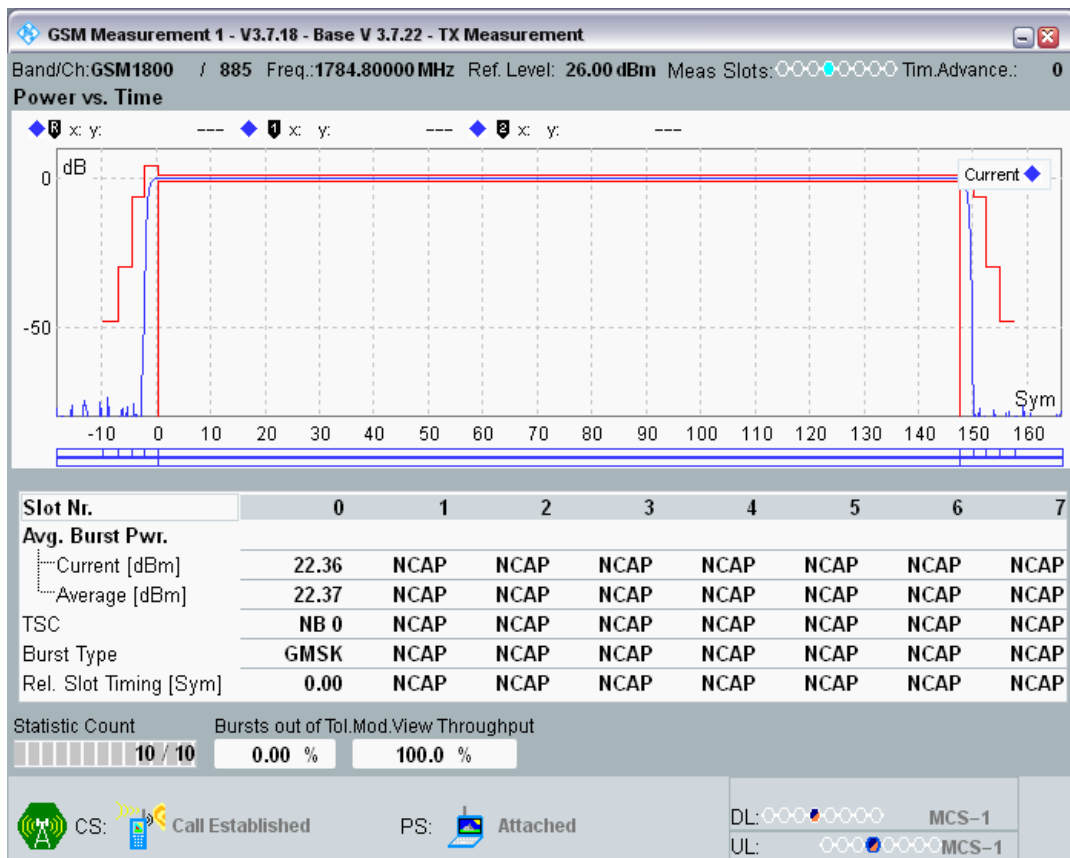 GSM Measurement 1 - V3.7.18 - Base V 3.7.22 - TX Measurement
Band/Ch:GSM1800 / 885 Freq.:1784.80000 MHz Ref. Level: 26.00 dBm Meas Slots: Tim.Advance.: 0
Power vs. Time
R x: y: --- 1 x: y: --- 2 x: y: ---
dB
Current
0
-50
Sym
-10 0 10 20 30 40 50 60 70 80 90 100 110 120 130 140 150 160
Slot Nr. 0 1 2 3 4 5 6 7
Avg. Burst Pwr.
Current [dBm] 22.36 NCAP NCAP NCAP NCAP NCAP NCAP NCAP
Average [dBm] 22.37 NCAP NCAP NCAP NCAP NCAP NCAP NCAP
TSC NB 0 NCAP NCAP NCAP NCAP NCAP NCAP NCAP
Burst Type GMSK NCAP NCAP NCAP NCAP NCAP NCAP NCAP
Rel. Slot Timing [Sym] 0.00 NCAP NCAP NCAP NCAP NCAP NCAP NCAP
Statistic Count Bursts out of Tol. Mod.View Throughput
10 / 10 0.00 % 100.0 %
CS: Call Established PS: Attached
DL: MCS-1
UL: MCS-1